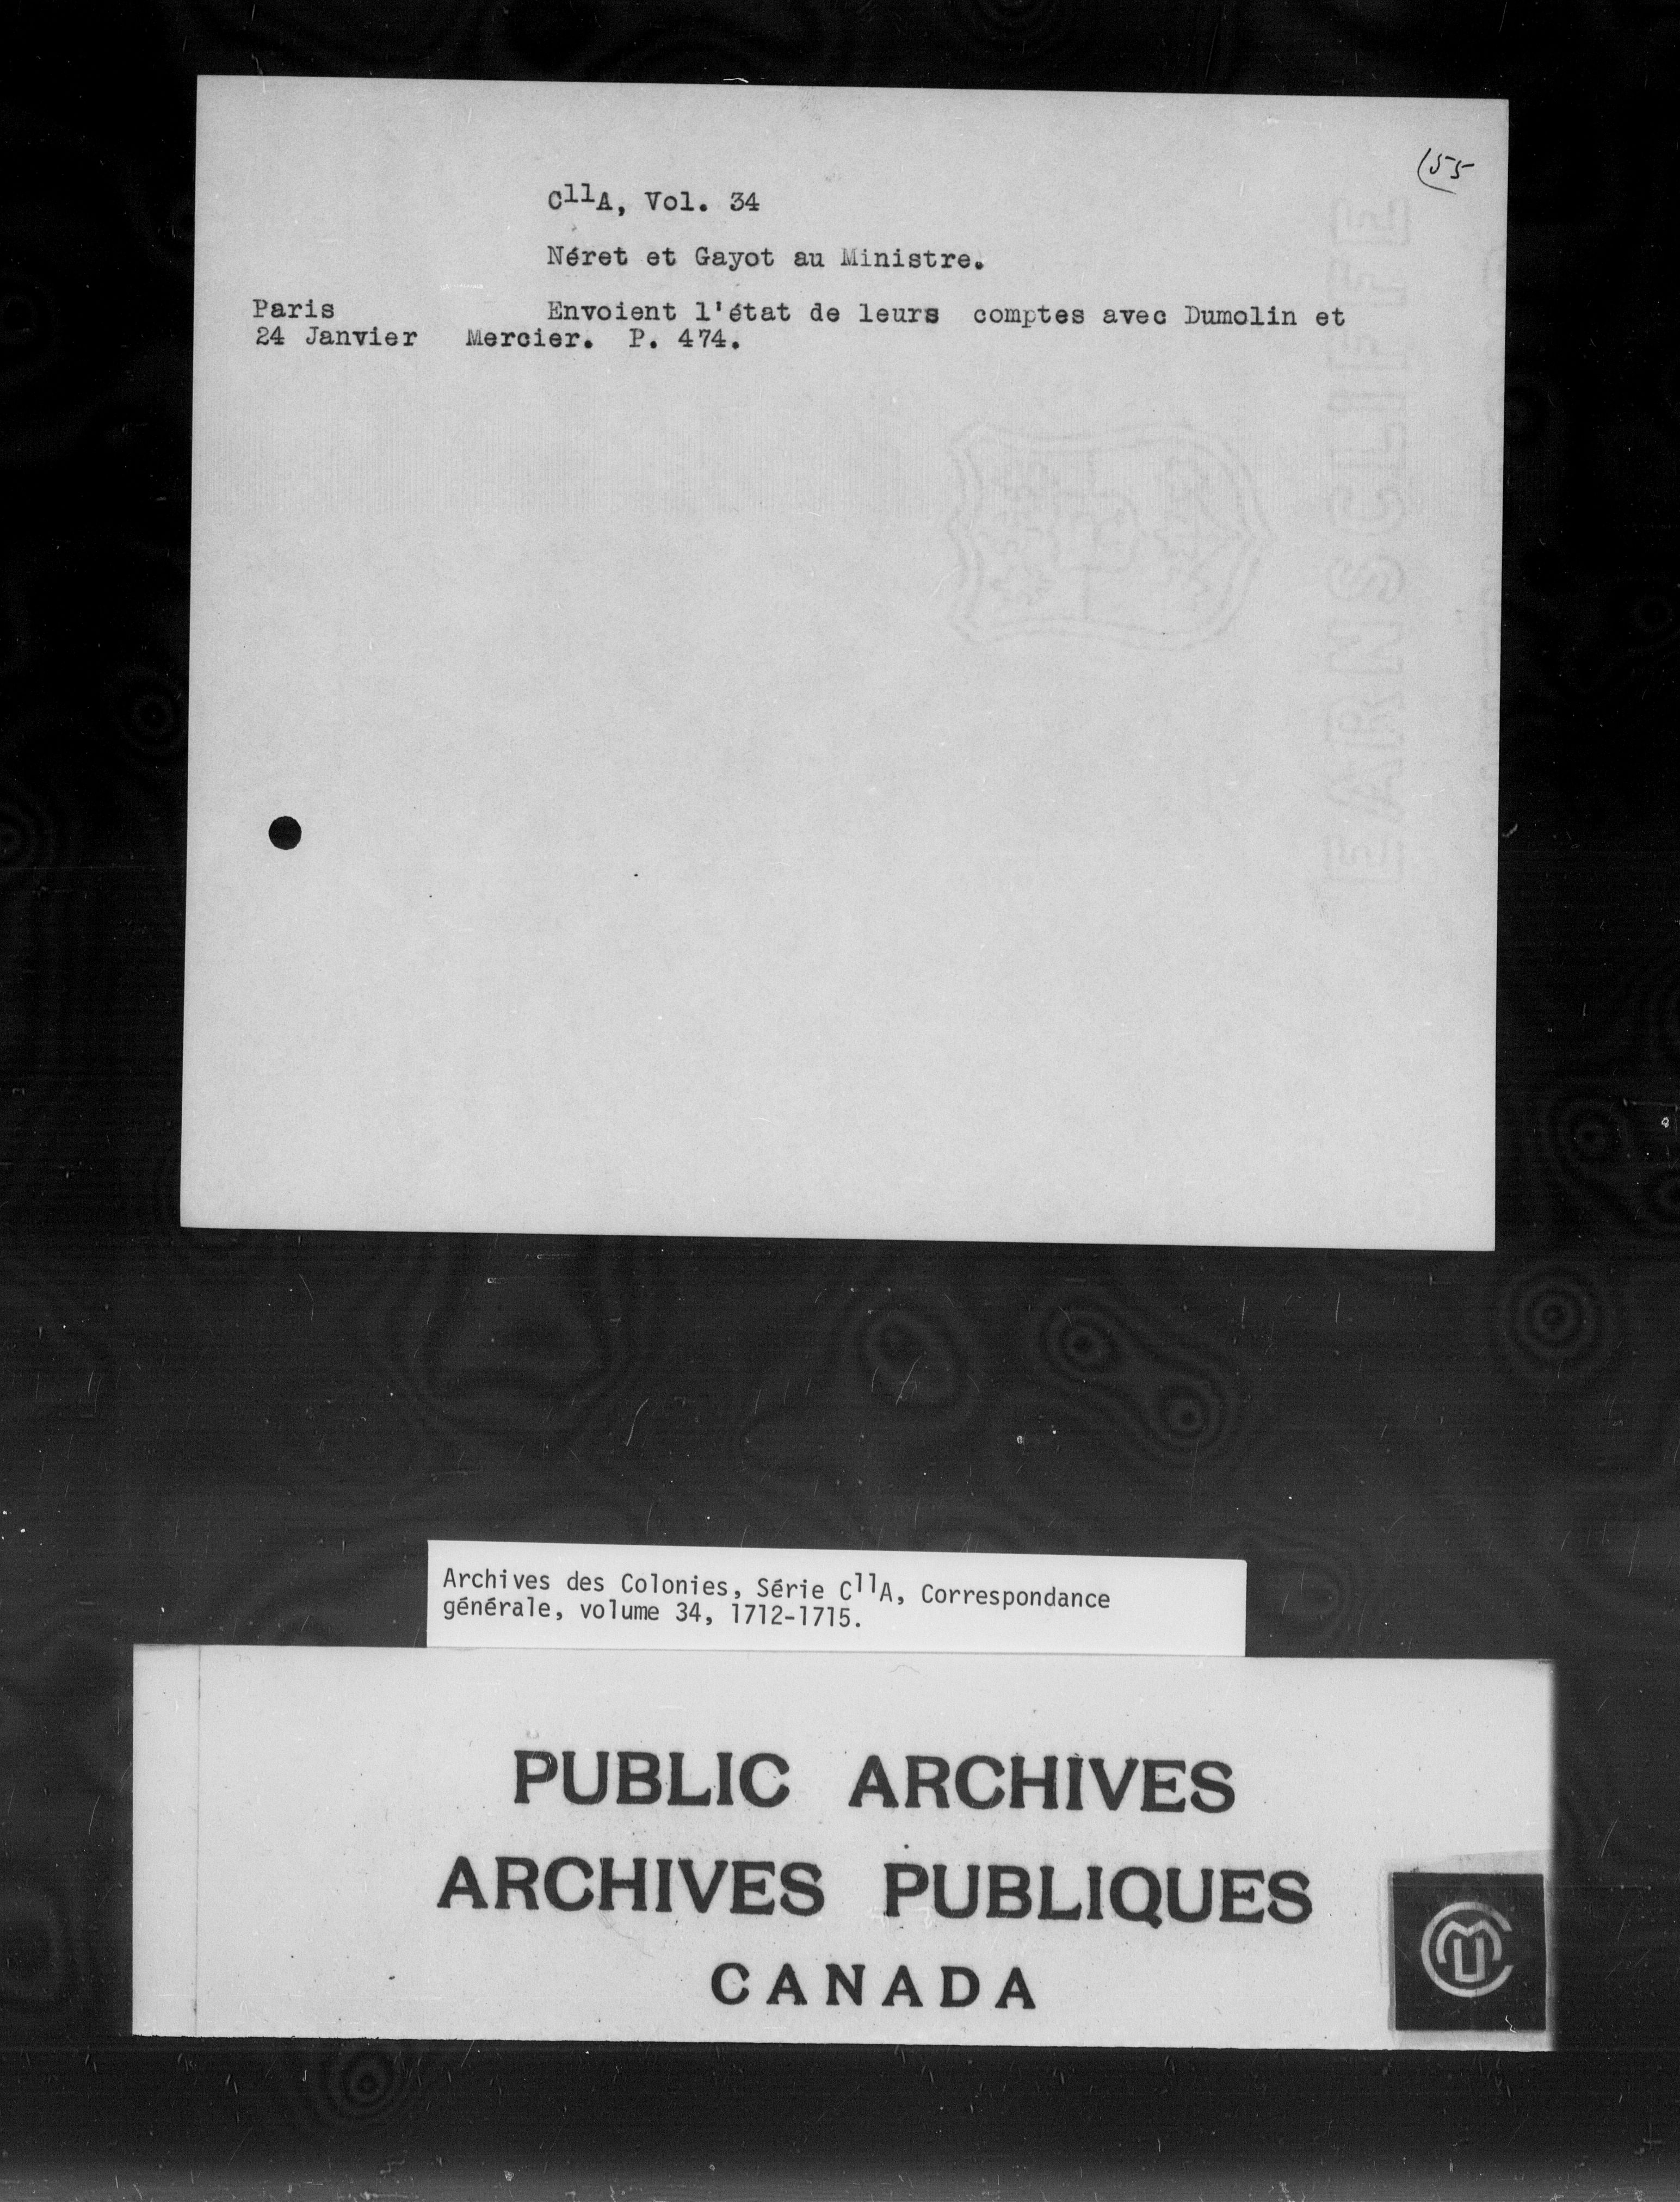 (55
C11A, Vol. 34
Néret et Gayot au Ministre.
Paris Envoient l'état de leurs comptes avec Dumolin et
24 Janvier Mercier. P. 474.
Archives des Colonies, Série C11A, Correspondance
générale, volume 34, 1712-1715.
PUBLIC ARCHIVES
ARCHIVES PUBLIQUES
CANADA